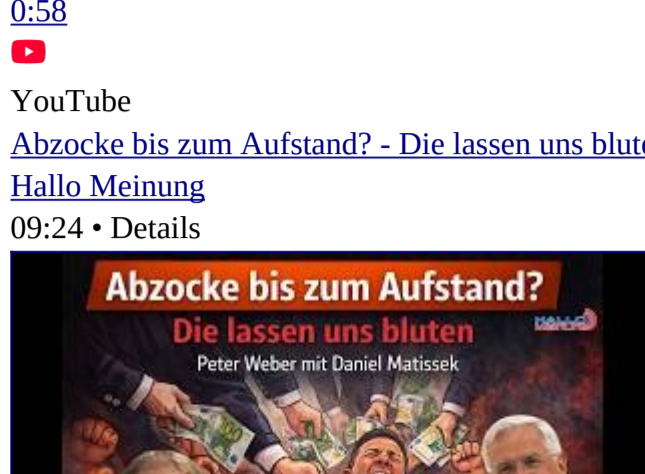 0:58
YouTube
Abzocke bis zum Aufstand? - Die lassen uns blut
Hallo Meinung
09:24 • Details
Abzocke bis zum Aufstand?
Die lassen uns bluten
HALLO
Peter Weber mit Daniel Matissek